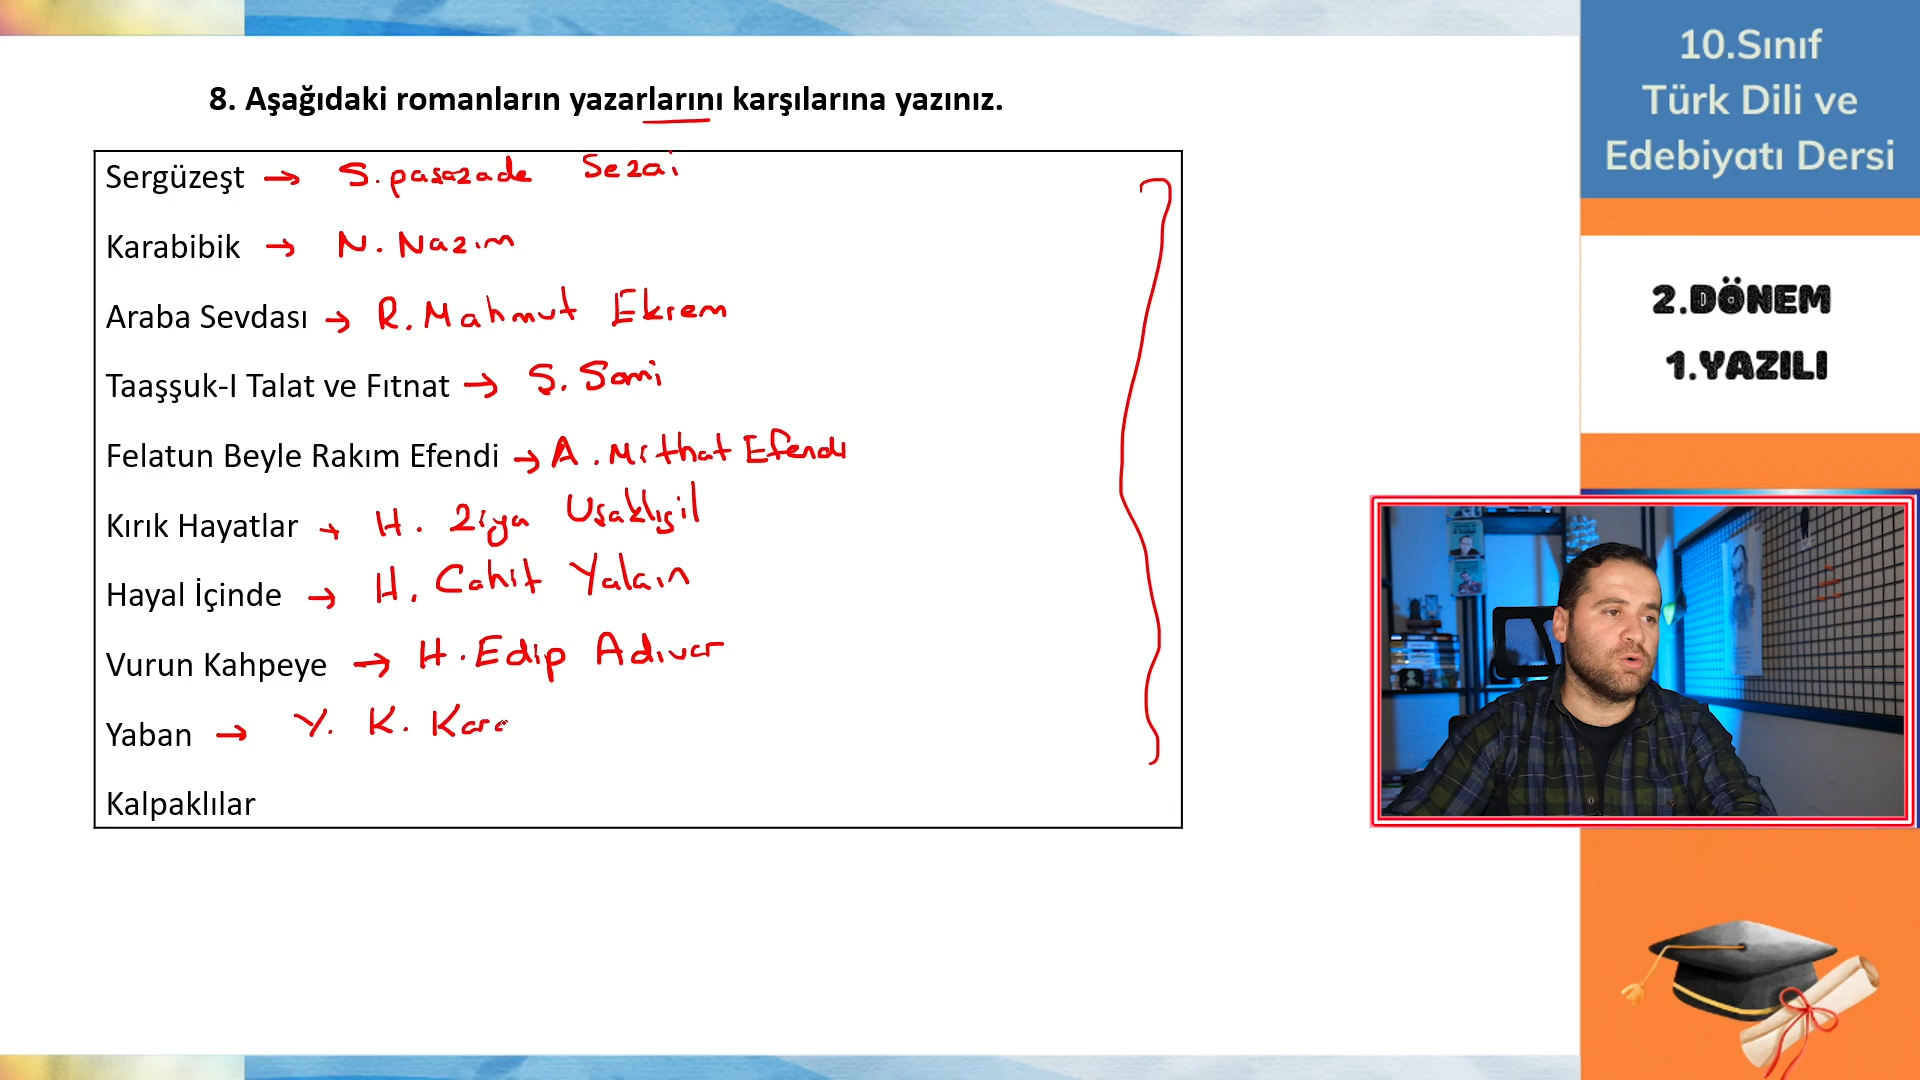 8. Aşağıdaki romanların yazarlarını karşılarına yazınız.
Sergüzeşt → S. paşazade Sezai
Karabibik → N. Nazım
Araba Sevdası → R. Mahmut Ekrem
Taaşşuk-I Talat ve Fıtnat → Ş. Sami
Felatun Beyle Rakım Efendi → A. Mithat Efendi
Kırık Hayatlar → H. Ziya Uşaklıgil
Hayal İçinde → H. Cahit Yalçın
Vurun Kahpeye → H. Edip Adıvar
Yaban → Y. K. Kara
Kalpaklılar
10.Sınıf
Türk Dili ve
Edebiyatı Dersi
2.DÖNEM
1.YAZILI